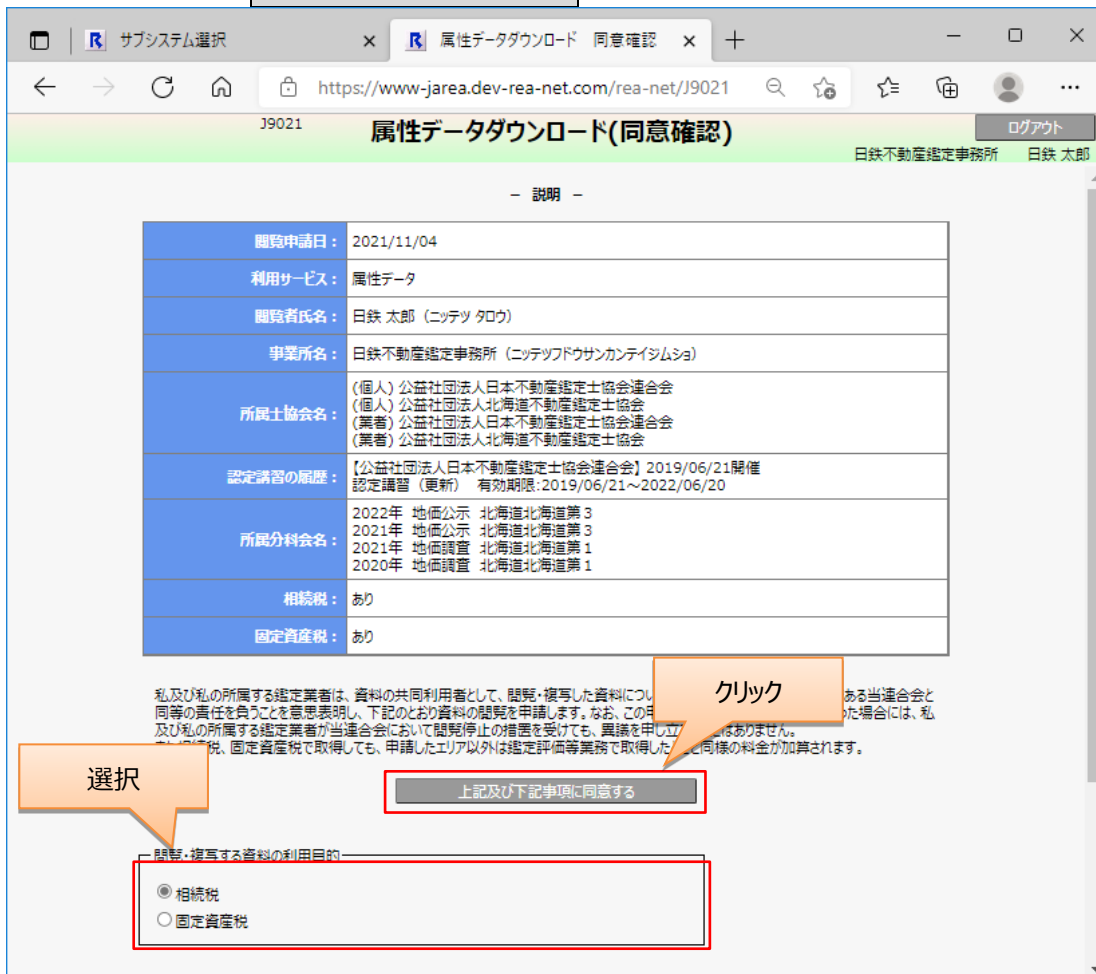 サブシステム選択
属性データダウンロード 同意確認
https://www-jarea.dev-rea-net.com/rea-net/J9021
J9021
属性データダウンロード(同意確認)
ログアウト
日鉄不動産鑑定事務所 日鉄 太郎
－ 説明 －
閲覧申請日： 2021/11/04
利用サービス： 属性データ
閲覧者氏名： 日鉄 太郎（ニッテツ タロウ）
事業所名： 日鉄不動産鑑定事務所（ニッテツフドウサンカンテイジムショ）
所属士協会名：
(個人) 公益社団法人日本不動産鑑定士協会連合会
(個人) 公益社団法人北海道不動産鑑定士協会
(業者) 公益社団法人日本不動産鑑定士協会連合会
(業者) 公益社団法人北海道不動産鑑定士協会
認定講習の履歴：
【公益社団法人日本不動産鑑定士協会連合会】2019/06/21開催
認定講習（更新） 有効期限:2019/06/21～2022/06/20
所属分科会名：
2022年 地価公示 北海道北海道第3
2021年 地価公示 北海道北海道第3
2021年 地価調査 北海道北海道第1
2020年 地価調査 北海道北海道第1
相続税： あり
固定資産税： あり
私及び私の所属する鑑定業者は、資料の共同利用者として、閲覧・複写した資料につい ある当連合会と
同等の責任を負うことを意思表明し、下記のとおり資料の閲覧を申請します。なお、この申 た場合には、私
及び私の所属する鑑定業者が当連合会において閲覧停止の措置を受けても、異議を申し立 はありません。
税、固定資産税で取得しても、申請したエリア以外は鑑定評価等業務で取得した 同様の料金が加算されます。
クリック
選択
上記及び下記事項に同意する
閲覧・複写する資料の利用目的
相続税
固定資産税